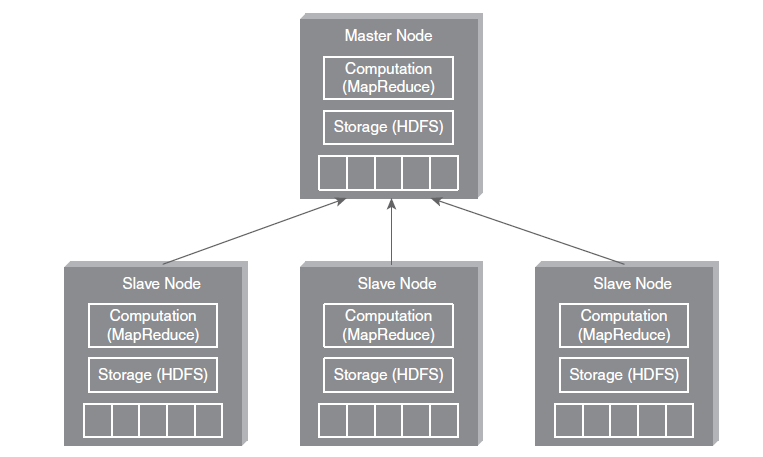 Master Node
Computation
(MapReduce)
Storage (HDFS)
Slave Node
Computation
(MapReduce)
Storage (HDFS)
Slave Node
Computation
(MapReduce)
Storage (HDFS)
Slave Node
Computation
(MapReduce)
Storage (HDFS)